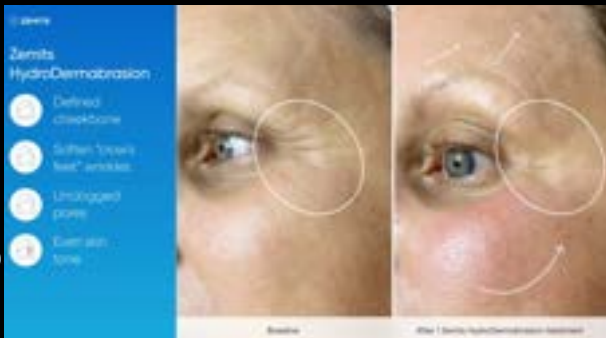 ZEMITS
Zemits
HydroDermabrasion
Defined
cheekbone
Soften "crow's
feet" wrinkles
Unclogged
pores
Even skin
tone
Baseline
After 1 Zemits HydroDermabrasion treatment